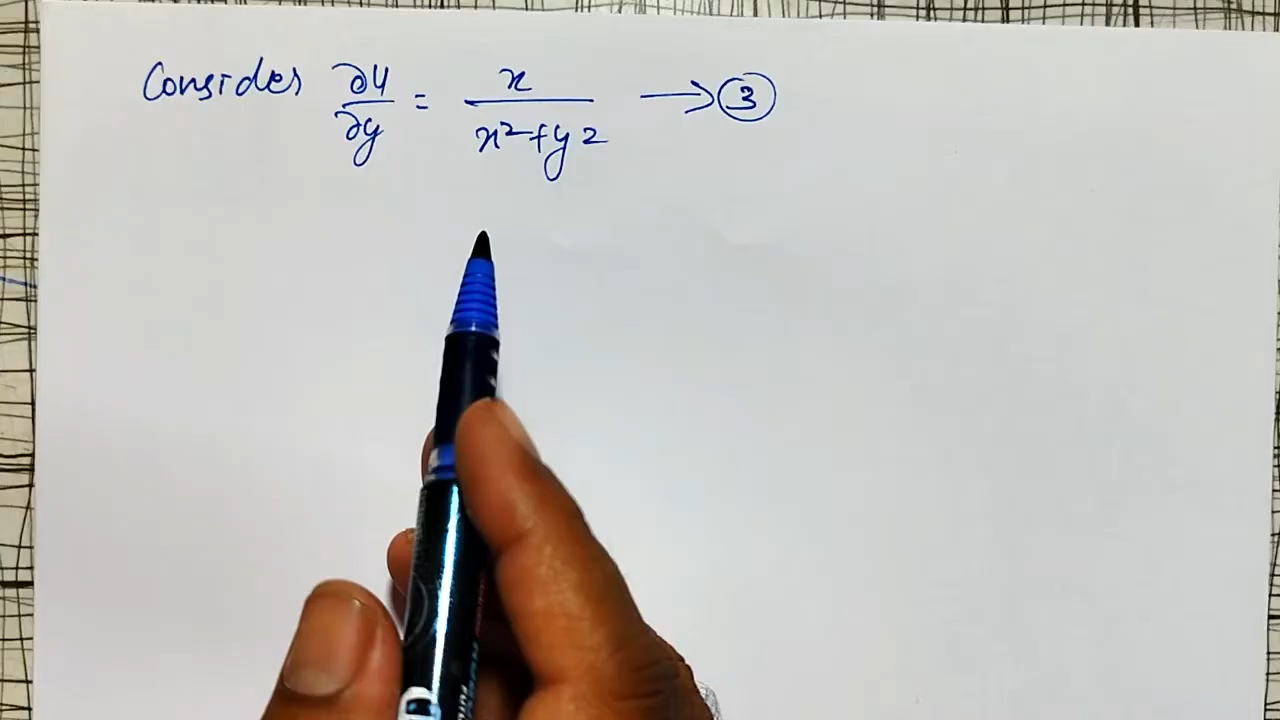 Consider ∂u/∂y = x/(x²+y²) → ③